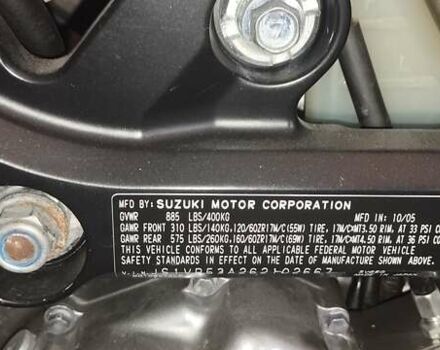 MFD BY: SUZUKI MOTOR CORPORATION
GVWR 885 LBS/400KG MFD IN: 10/05
GAWR FRONT 310 LBS/140KG, 120/60ZR17M/C(55W) TIRE, 17M/C×MT3.50 RIM, AT 33 PSI
GAWR REAR 575 LBS/260KG, 160/60ZR17M/C(69W) TIRE, 17M/C×MT4.50 RIM, AT 36 PSI
THIS VEHICLE CONFORMS TO ALL APPLICABLE FEDERAL MOTOR VEHICLE
SAFETY STANDARDS IN EFFECT ON THE DATE OF MANUFACTURE SHOWN ABOVE.